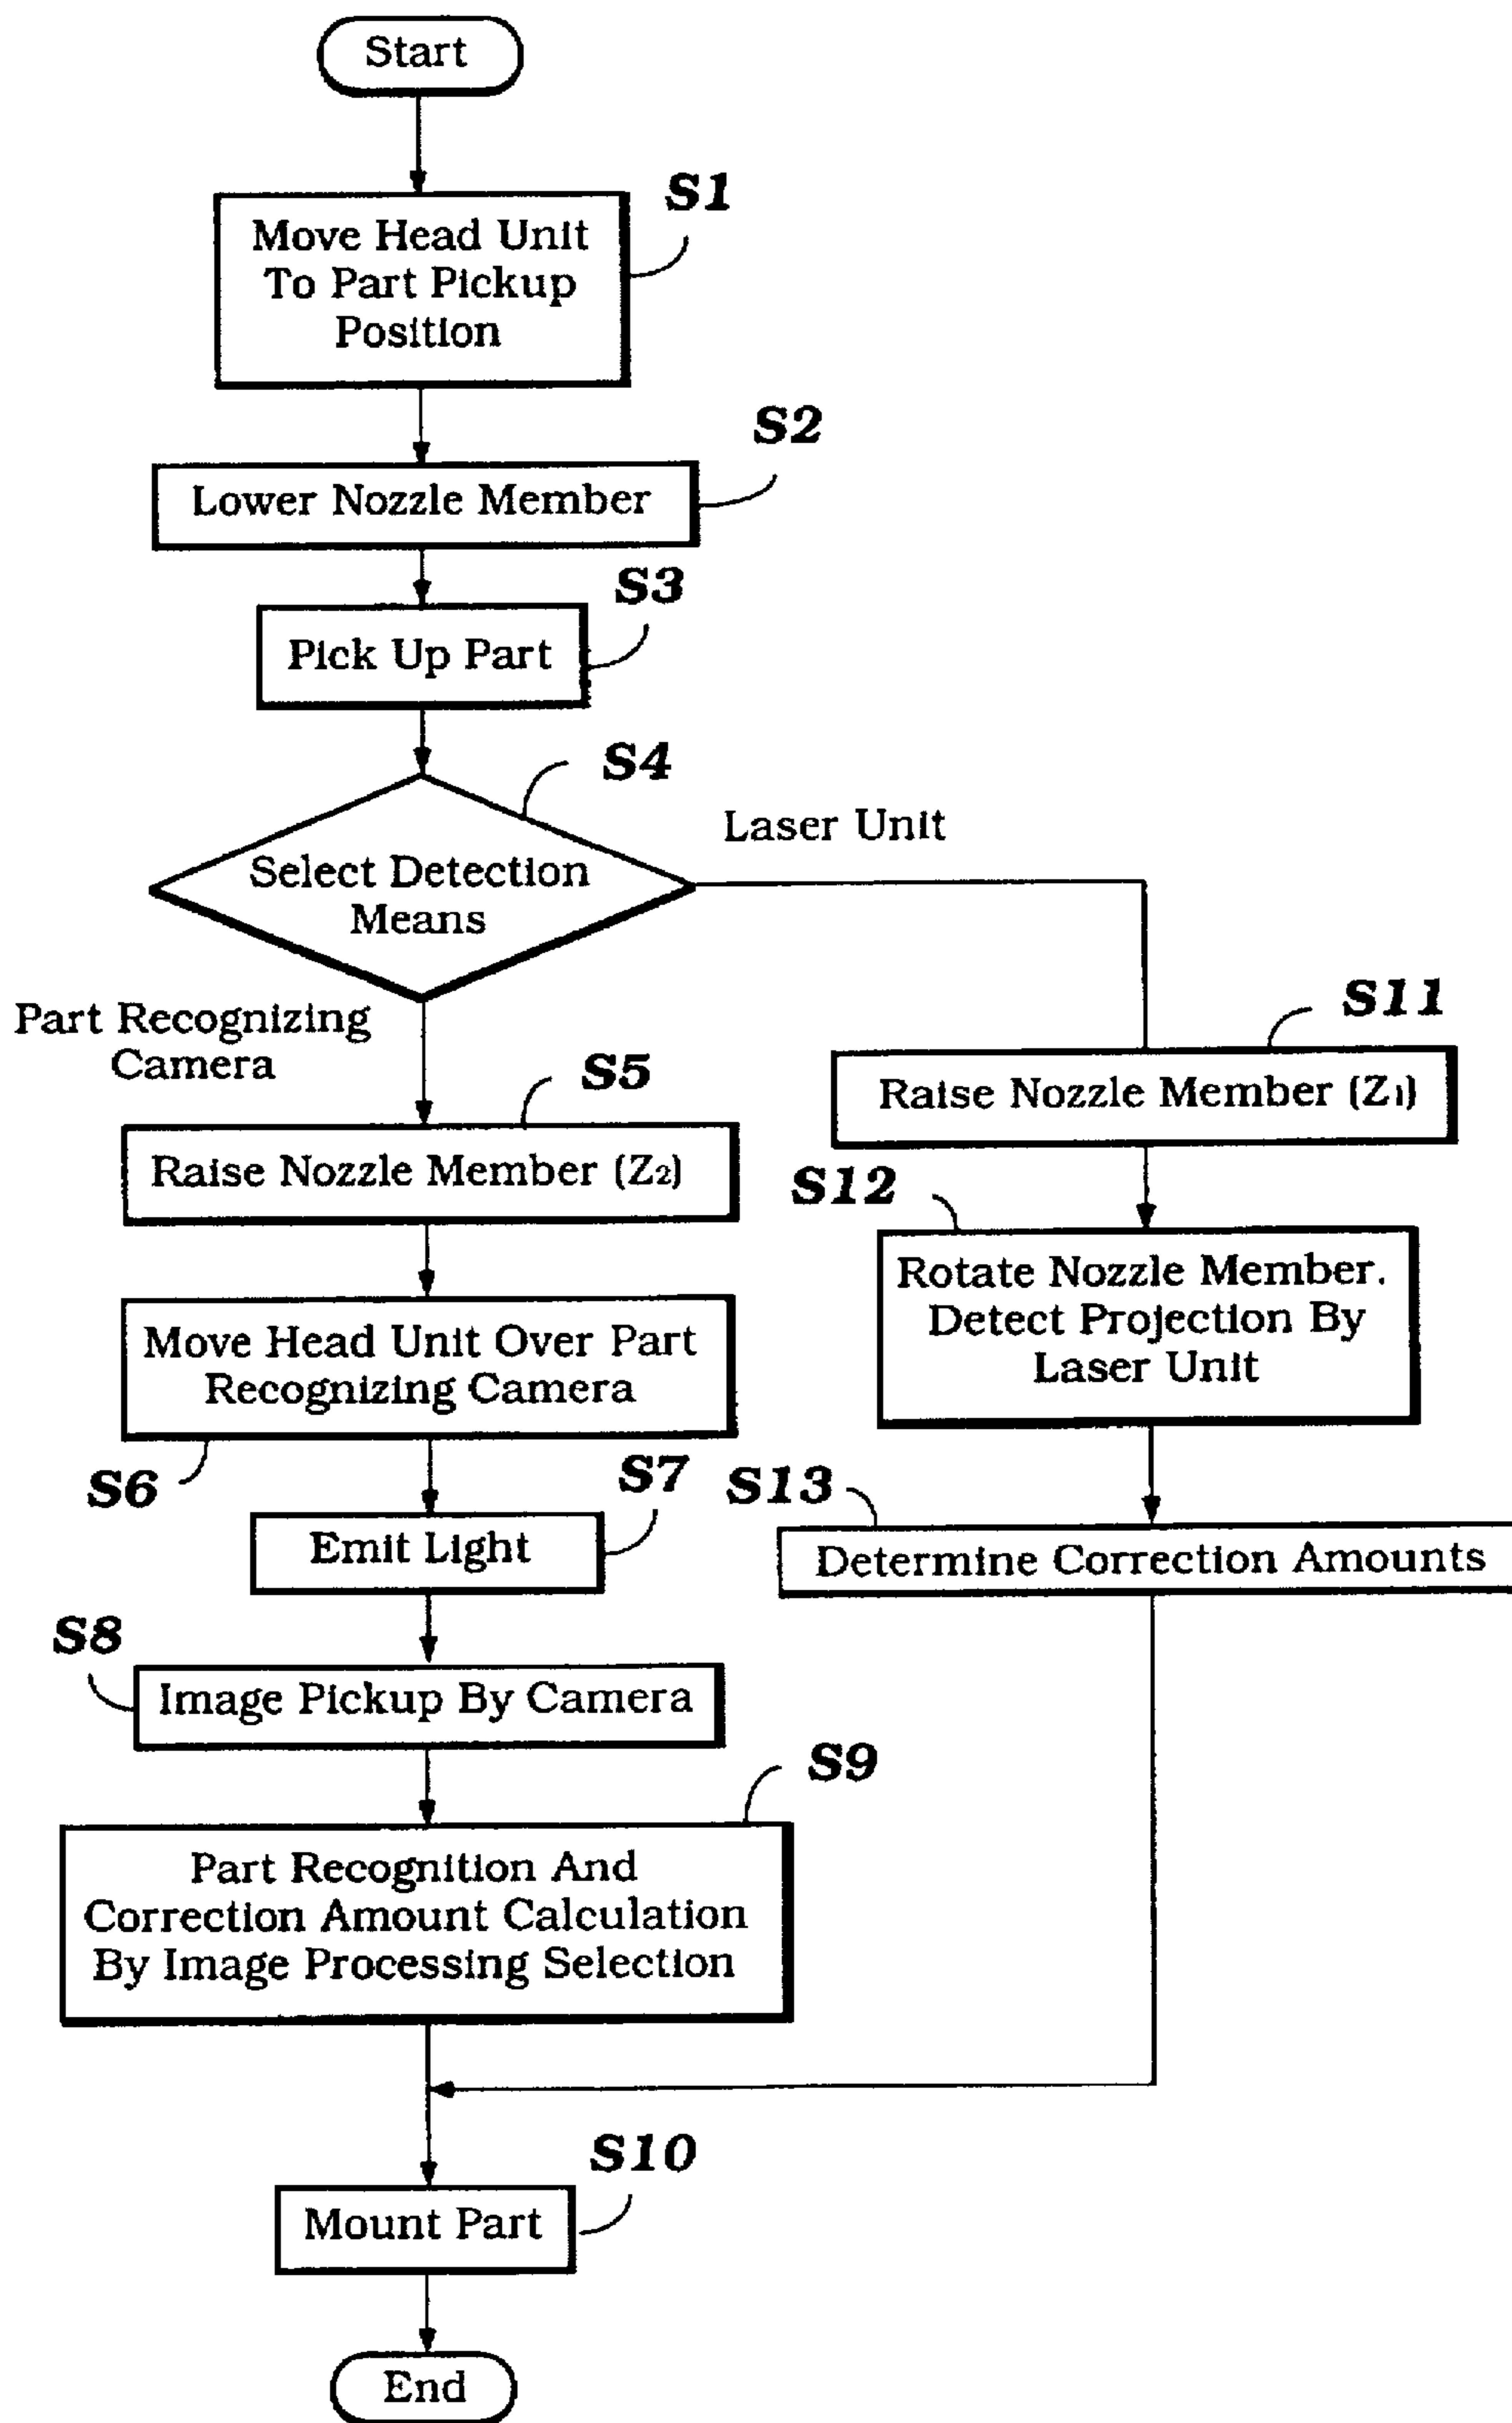 Start
S1
Move Head Unit
To Part Pickup
Position
S2
Lower Nozzle Member
S3
Pick Up Part
S4
Laser Unit
Select Detection
Means
Part Recognizing
Camera
S5
Raise Nozzle Member (Z2)
S11
Raise Nozzle Member (Z1)
S12
Rotate Nozzle Member.
Detect Projection By
Laser Unit
Move Head Unit Over Part
Recognizing Camera
S6
S7
Emit Light
S13
Determine Correction Amounts
S8
Image Pickup By Camera
S9
Part Recognition And
Correction Amount Calculation
By Image Processing Selection
S10
Mount Part
End